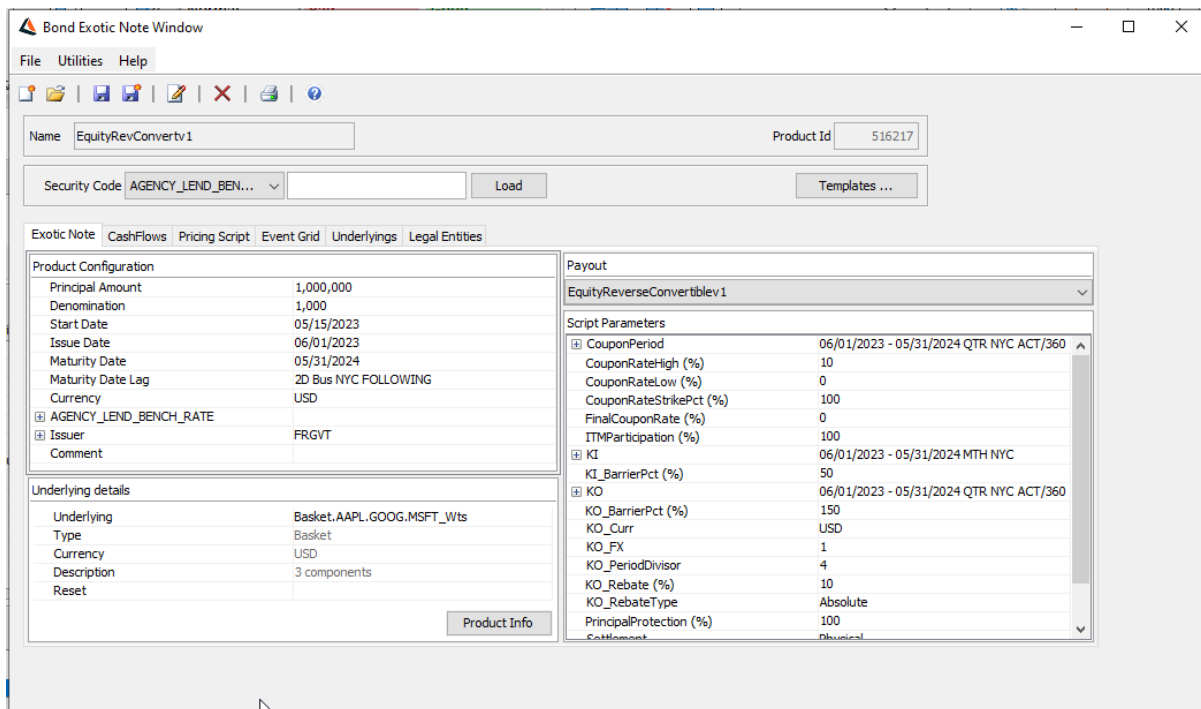 Bond Exotic Note Window
File Utilities Help
Name EquityRevConvertv1 Product Id 516217
Security Code AGENCY_LEND_BEN... Load Templates ...
Exotic Note CashFlows Pricing Script Event Grid Underlyings Legal Entities
Product Configuration
Principal Amount 1,000,000
Denomination 1,000
Start Date 05/15/2023
Issue Date 06/01/2023
Maturity Date 05/31/2024
Maturity Date Lag 2D Bus NYC FOLLOWING
Currency USD
AGENCY_LEND_BENCH_RATE
Issuer FRGVT
Comment
Underlying details
Underlying Basket.AAPL.GOOG.MSFT_Wts
Type Basket
Currency USD
Description 3 components
Reset
Product Info
Payout
EquityReverseConvertiblev1
Script Parameters
CouponPeriod 06/01/2023 - 05/31/2024 QTR NYC ACT/360
CouponRateHigh (%) 10
CouponRateLow (%) 0
CouponRateStrikePct (%) 100
FinalCouponRate (%) 0
ITMParticipation (%) 100
KI 06/01/2023 - 05/31/2024 MTH NYC
KI_BarrierPct (%) 50
KO 06/01/2023 - 05/31/2024 QTR NYC ACT/360
KO_BarrierPct (%) 150
KO_Curr USD
KO_FX 1
KO_PeriodDivisor 4
KO_Rebate (%) 10
KO_RebateType Absolute
PrincipalProtection (%) 100
Settlement Physical